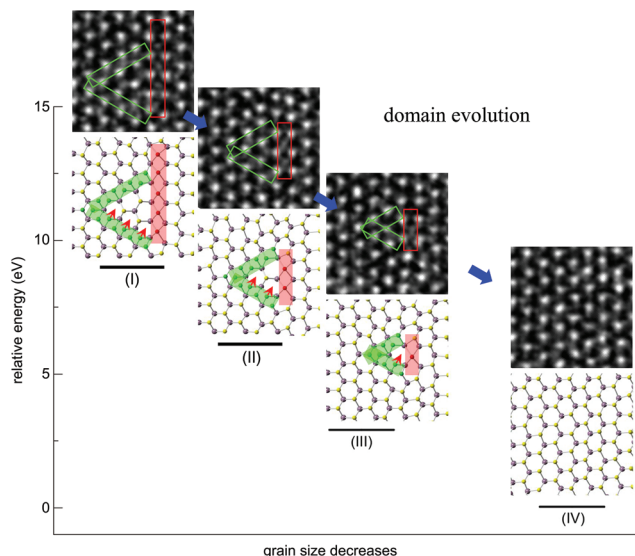 15
domain evolution
10
(I)
(II)
relative energy (eV)
5
(III)
0
(IV)
grain size decreases